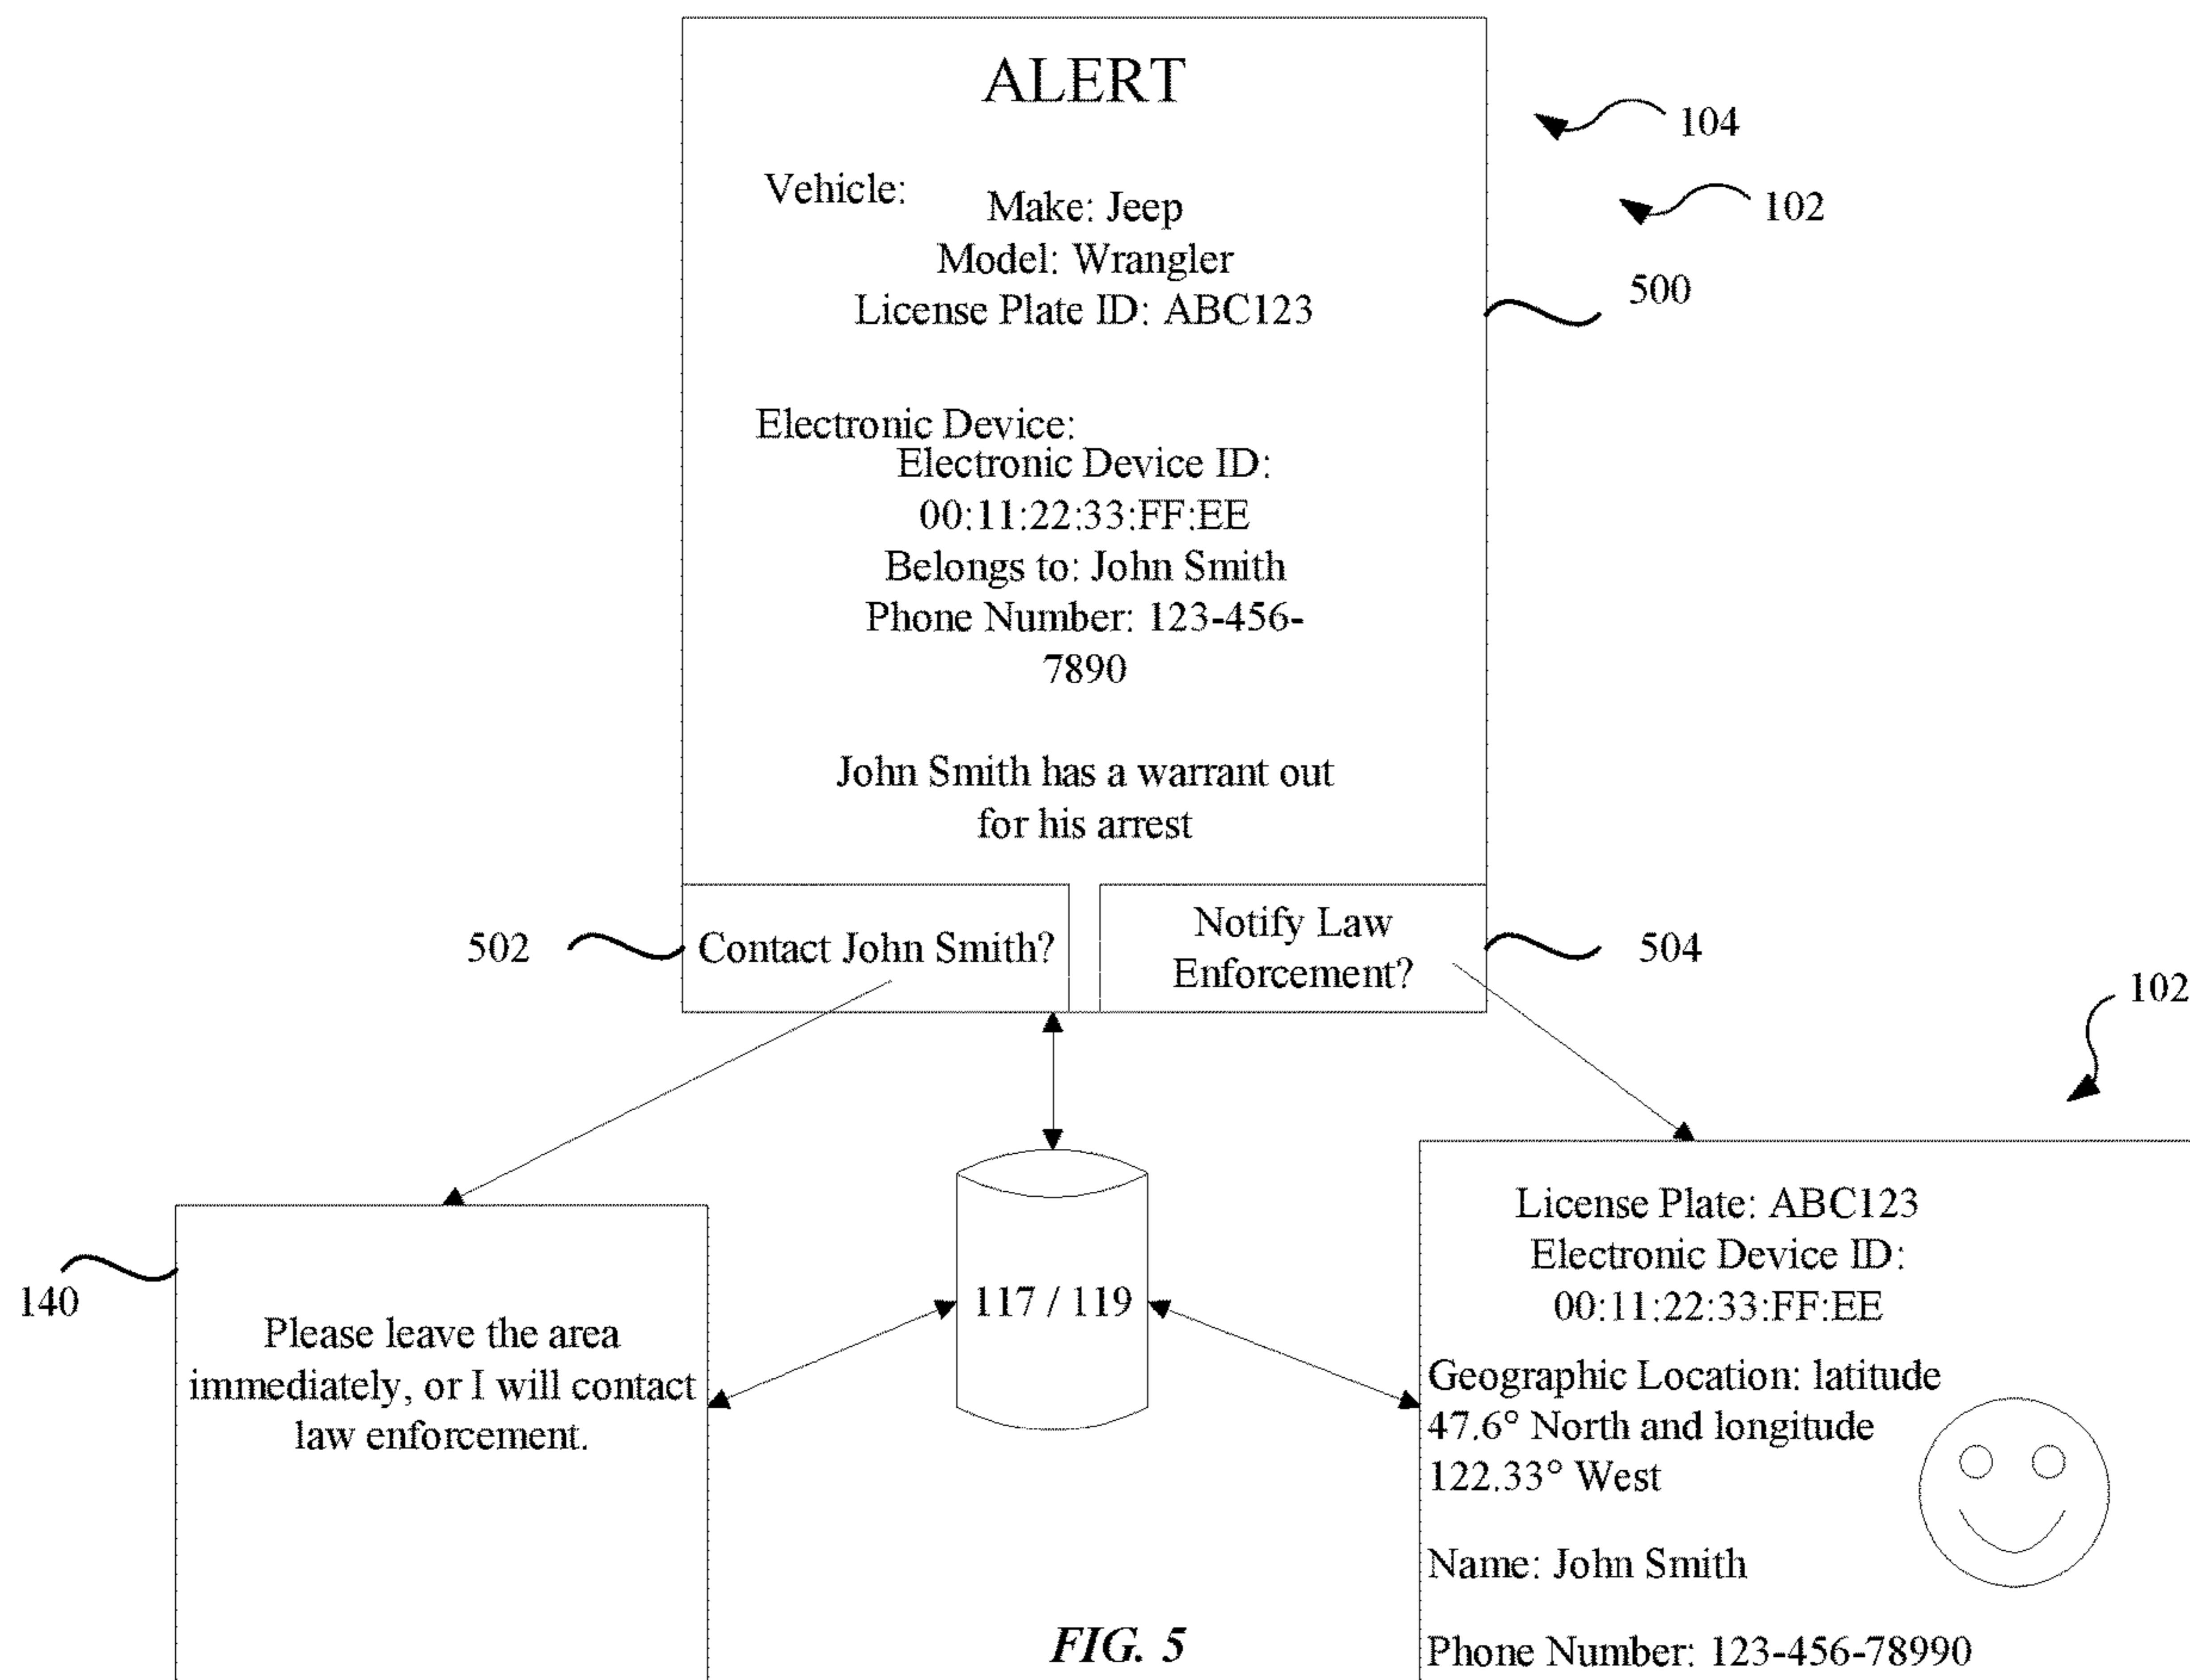 ALERT
104
Vehicle:
102
Make: Jeep
Model: Wrangler
500
License Plate ID: ABC123
Electronic Device:
Electronic Device ID:
00:11:22:33:FF:EE
Belongs to: John Smith
Phone Number: 123-456-
7890
John Smith has a warrant out
for his arrest
502
Contact John Smith?
Notify Law
Enforcement?
504
102
140
Please leave the area
immediately, or I will contact
law enforcement.
117 / 119
License Plate: ABC123
Electronic Device ID:
00:11:22:33:FF:EE
Geographic Location: latitude
47.6° North and longitude
122.33° West
Name: John Smith
Phone Number: 123-456-78990
FIG. 5